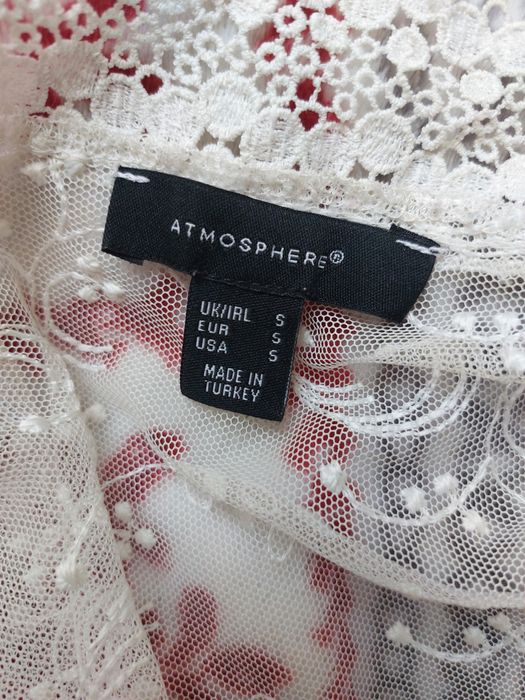 ATMOSPHERE®
UK/IRL S
EUR S
USA S
MADE IN
TURKEY